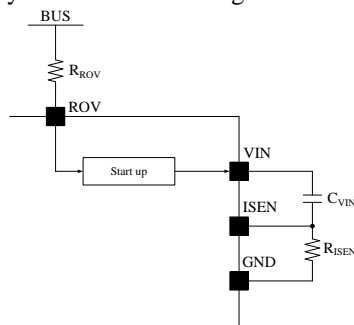 BUS
R_ROV
ROV
VIN
Start up
C_VIN
ISEN
R_ISEN
GND